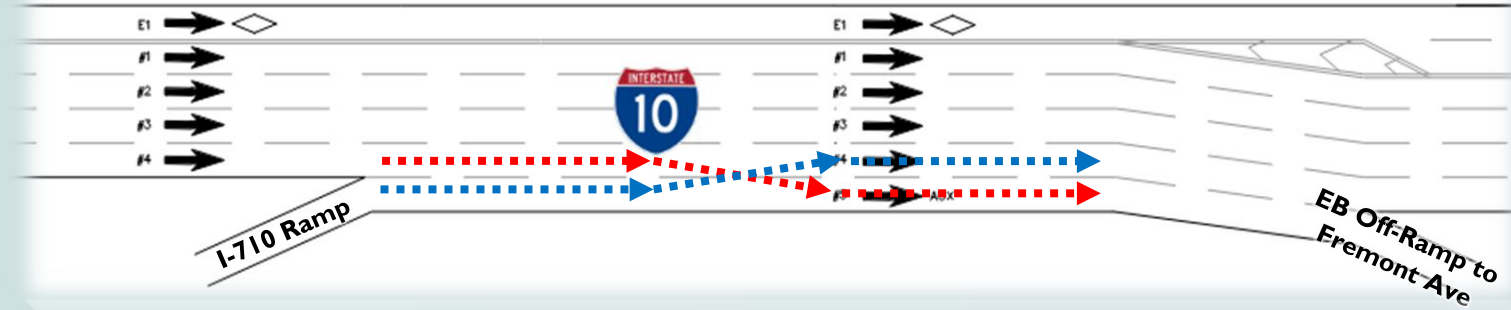 E1
#1
#2
#3
#4
I-710 Ramp
INTERSTATE
10
E1
#1
#2
#3
#4
AUX
EB Off-Ramp to
Fremont Ave